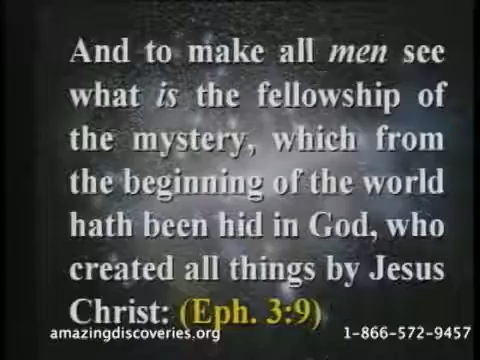 And to make all men see
what is the fellowship of
the mystery, which from
the beginning of the world
hath been hid in God, who
created all things by Jesus
Christ: (Eph. 3:9)
amazingdiscoveries.org 1-866-572-9457